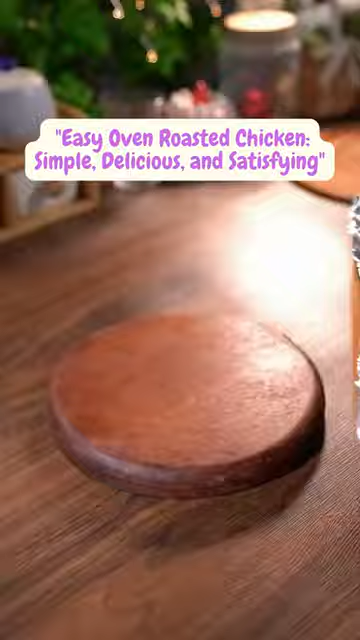 "Easy Oven Roasted Chicken:
Simple, Delicious, and Satisfying"